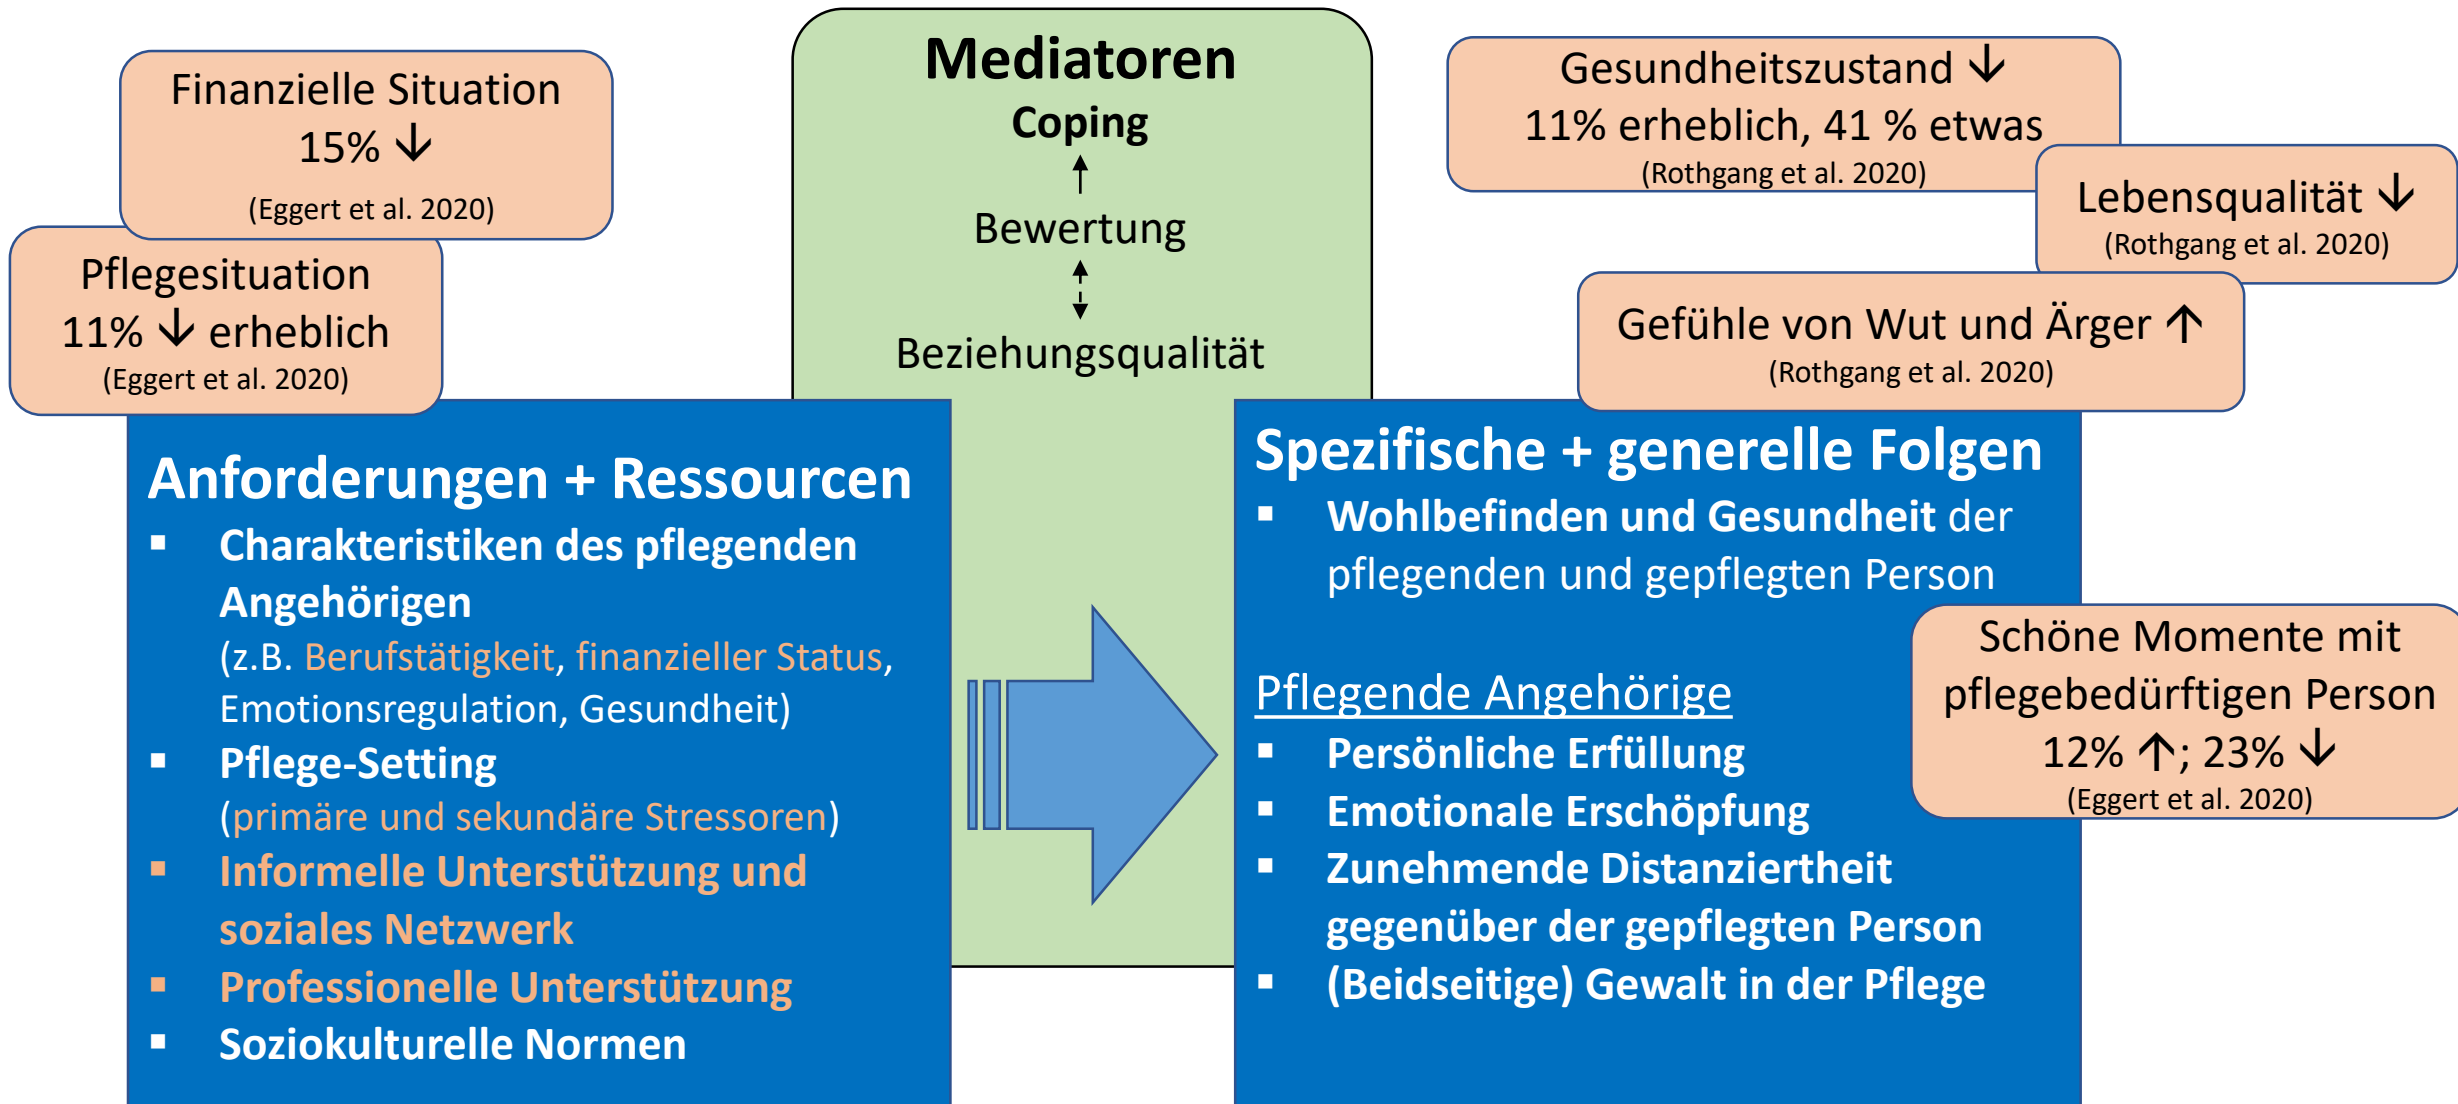 Finanzielle Situation
15% ↓
(Eggert et al. 2020)
Pflegesituation
11% ↓ erheblich
(Eggert et al. 2020)
Mediatoren
Coping
Bewertung
Beziehungsqualität
Gesundheitszustand ↓
11% erheblich, 41 % etwas
(Rothgang et al. 2020)
Lebensqualität ↓
(Rothgang et al. 2020)
Gefühle von Wut und Ärger ↑
(Rothgang et al. 2020)
Anforderungen + Ressourcen
▪ Charakteristiken des pflegenden
Angehörigen
(z.B. Berufstätigkeit, finanzieller Status,
Emotionsregulation, Gesundheit)
▪ Pflege-Setting
(primäre und sekundäre Stressoren)
▪ Informelle Unterstützung und
soziales Netzwerk
▪ Professionelle Unterstützung
▪ Soziokulturelle Normen
Spezifische + generelle Folgen
▪ Wohlbefinden und Gesundheit der
pflegenden und gepflegten Person
Pflegende Angehörige
▪ Persönliche Erfüllung
▪ Emotionale Erschöpfung
▪ Zunehmende Distanziertheit
gegenüber der gepflegten Person
▪ (Beidseitige) Gewalt in der Pflege
Schöne Momente mit
pflegebedürftigen Person
12% ↑; 23% ↓
(Eggert et al. 2020)